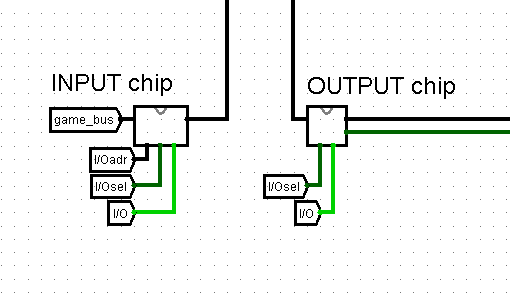 INPUT chip
OUTPUT chip
game_bus
I/Oadr
I/Osel
I/O
I/Osel
I/O